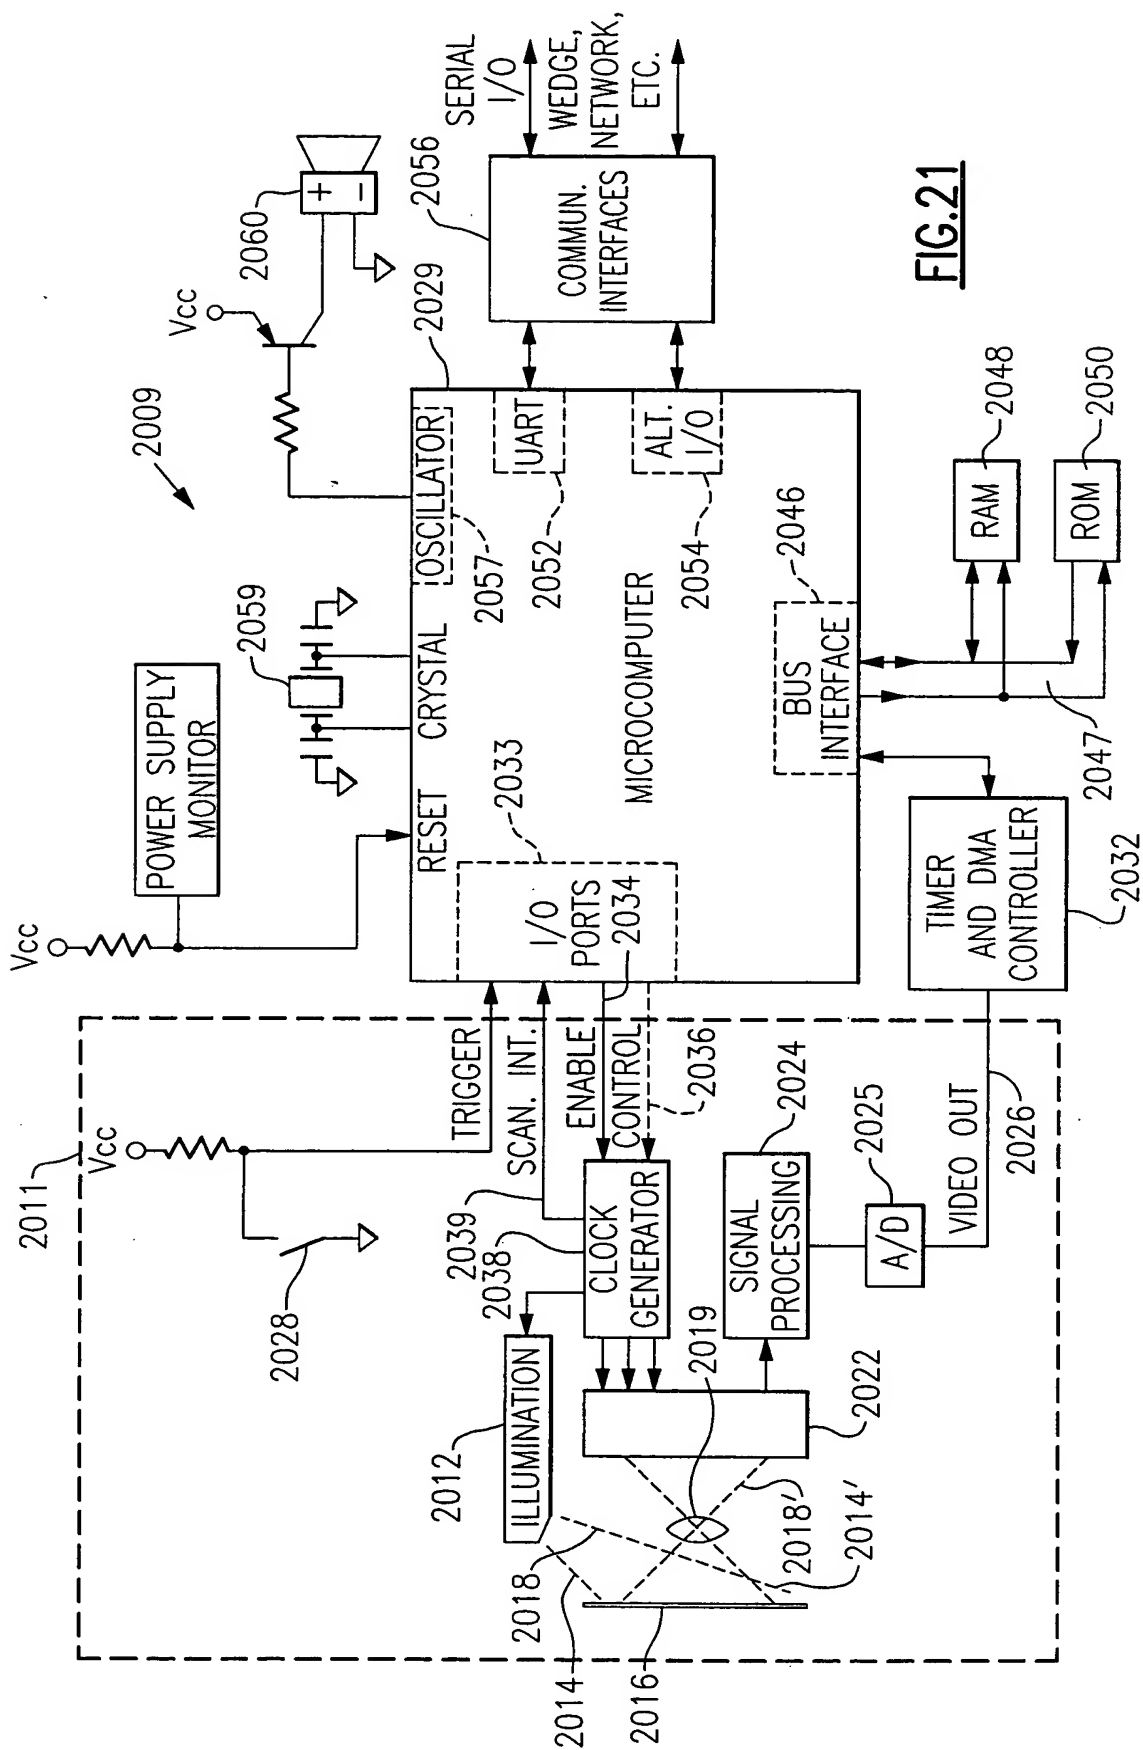 2009
Vcc
POWER SUPPLY
MONITOR
2059
Vcc
2060
2029
2056
SERIAL
I/O
WEDGE,
NETWORK,
ETC.
COMMUN.
INTERFACES
RESET
CRYSTAL
OSCILLATOR
2057
UART
2052
ALT.
I/O
2054
2033
I/O
PORTS
2034
MICROCOMPUTER
BUS
INTERFACE
2046
2047
RAM
2048
ROM
2050
TIMER
AND DMA
CONTROLLER
2032
2011
Vcc
2028
TRIGGER
SCAN. INT.
ENABLE
CONTROL
2036
2039
2038
CLOCK
GENERATOR
2012
ILLUMINATION
SIGNAL
PROCESSING
2024
A/D
2025
VIDEO OUT
2026
2019
2022
2018
2014
2016
2018'
2014'
FIG.21